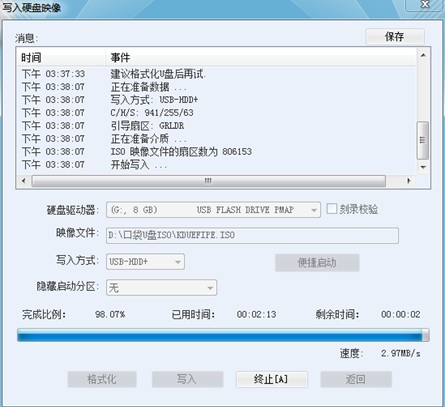 写入硬盘映像
消息:
保存
时间 事件
下午 03:37:33 建议格式化U盘后再试.
下午 03:38:07 正在准备数据 ...
下午 03:38:07 写入方式: USB-HDD+
下午 03:38:07 C/H/S: 941/255/63
下午 03:38:07 引导扇区: GRLDR
下午 03:38:07 正在准备介质 ...
下午 03:38:07 ISO 映像文件的扇区数为 806153
下午 03:38:07 开始写入 ...
硬盘驱动器: (G:, 8 GB) USB FLASH DRIVE PMAP 刻录校验
映像文件: D:\口袋U盘ISO\KDUEFIPE.ISO
写入方式: USB-HDD+ 便捷启动
隐藏启动分区: 无
完成比例: 98.07% 已用时间: 00:02:13 剩余时间: 00:00:02
速度: 2.97MB/s
格式化 写入 终止[A] 返回